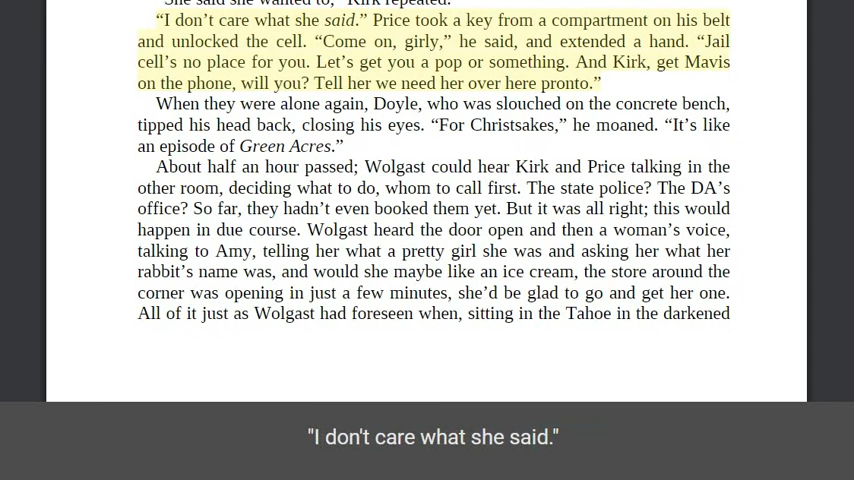 She said she wanted to," Kirk repeated.
“I don’t care what she said.” Price took a key from a compartment on his belt
and unlocked the cell. “Come on, girly,” he said, and extended a hand. “Jail
cell’s no place for you. Let’s get you a pop or something. And Kirk, get Mavis
on the phone, will you? Tell her we need her over here pronto.”
When they were alone again, Doyle, who was slouched on the concrete bench,
tipped his head back, closing his eyes. “For Christsakes,” he moaned. “It’s like
an episode of Green Acres.”
About half an hour passed; Wolgast could hear Kirk and Price talking in the
other room, deciding what to do, whom to call first. The state police? The DA’s
office? So far, they hadn’t even booked them yet. But it was all right; this would
happen in due course. Wolgast heard the door open and then a woman’s voice,
talking to Amy, telling her what a pretty girl she was and asking her what her
rabbit’s name was, and would she maybe like an ice cream, the store around the
corner was opening in just a few minutes, she’d be glad to go and get her one.
All of it just as Wolgast had foreseen when, sitting in the Tahoe in the darkened
"I don't care what she said."